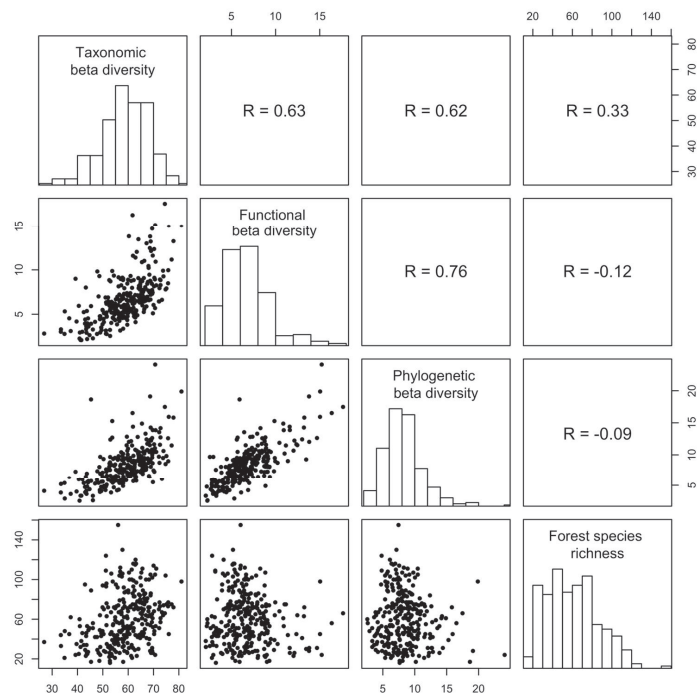 5 15
20 60 100 140
Taxonomic
beta diversity
R = 0.63
R = 0.62
R = 0.33
30 40 50 60 70 80
Functional
beta diversity
5 10 15
R = 0.76
R = -0.12
Phylogenetic
beta diversity
R = -0.09
5 10 15 20
Forest species
richness
20 60 100 140
30 40 50 60 70 80
5 10 15 20